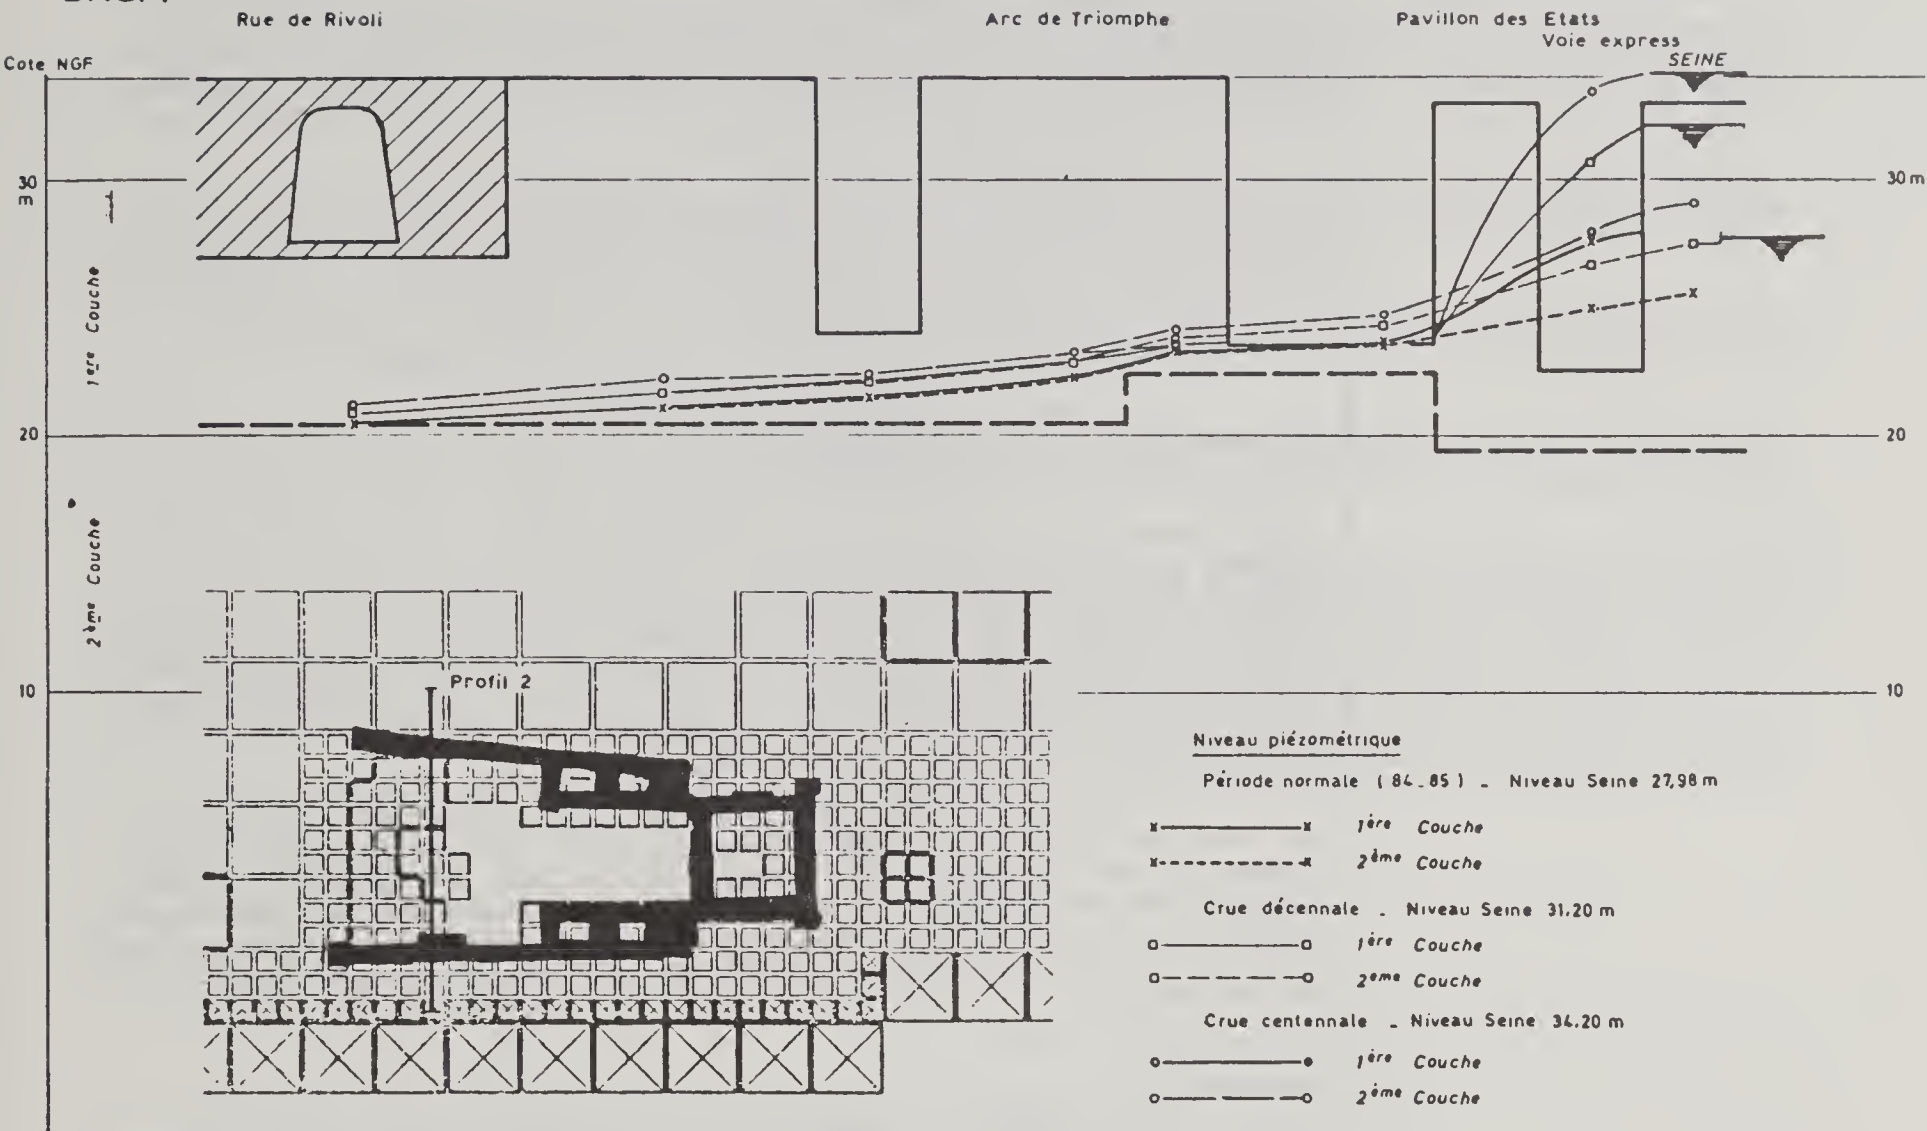 Rue de Rivoli
Arc de Triomphe
Pavillon des Etats
Voie express
SEINE
Cote NGF
30
m
30 m
1ère Couche
20
20
2ème Couche
10
10
Profil 2
Niveau piézométrique
Période normale (84-85) - Niveau Seine 27,98 m
x x 1ère Couche
x x 2ème Couche
Crue décennale - Niveau Seine 31.20 m
1ère Couche
2eme Couche
Crue centennale - Niveau Seine 34.20 m
1ère Couche
2ème Couche